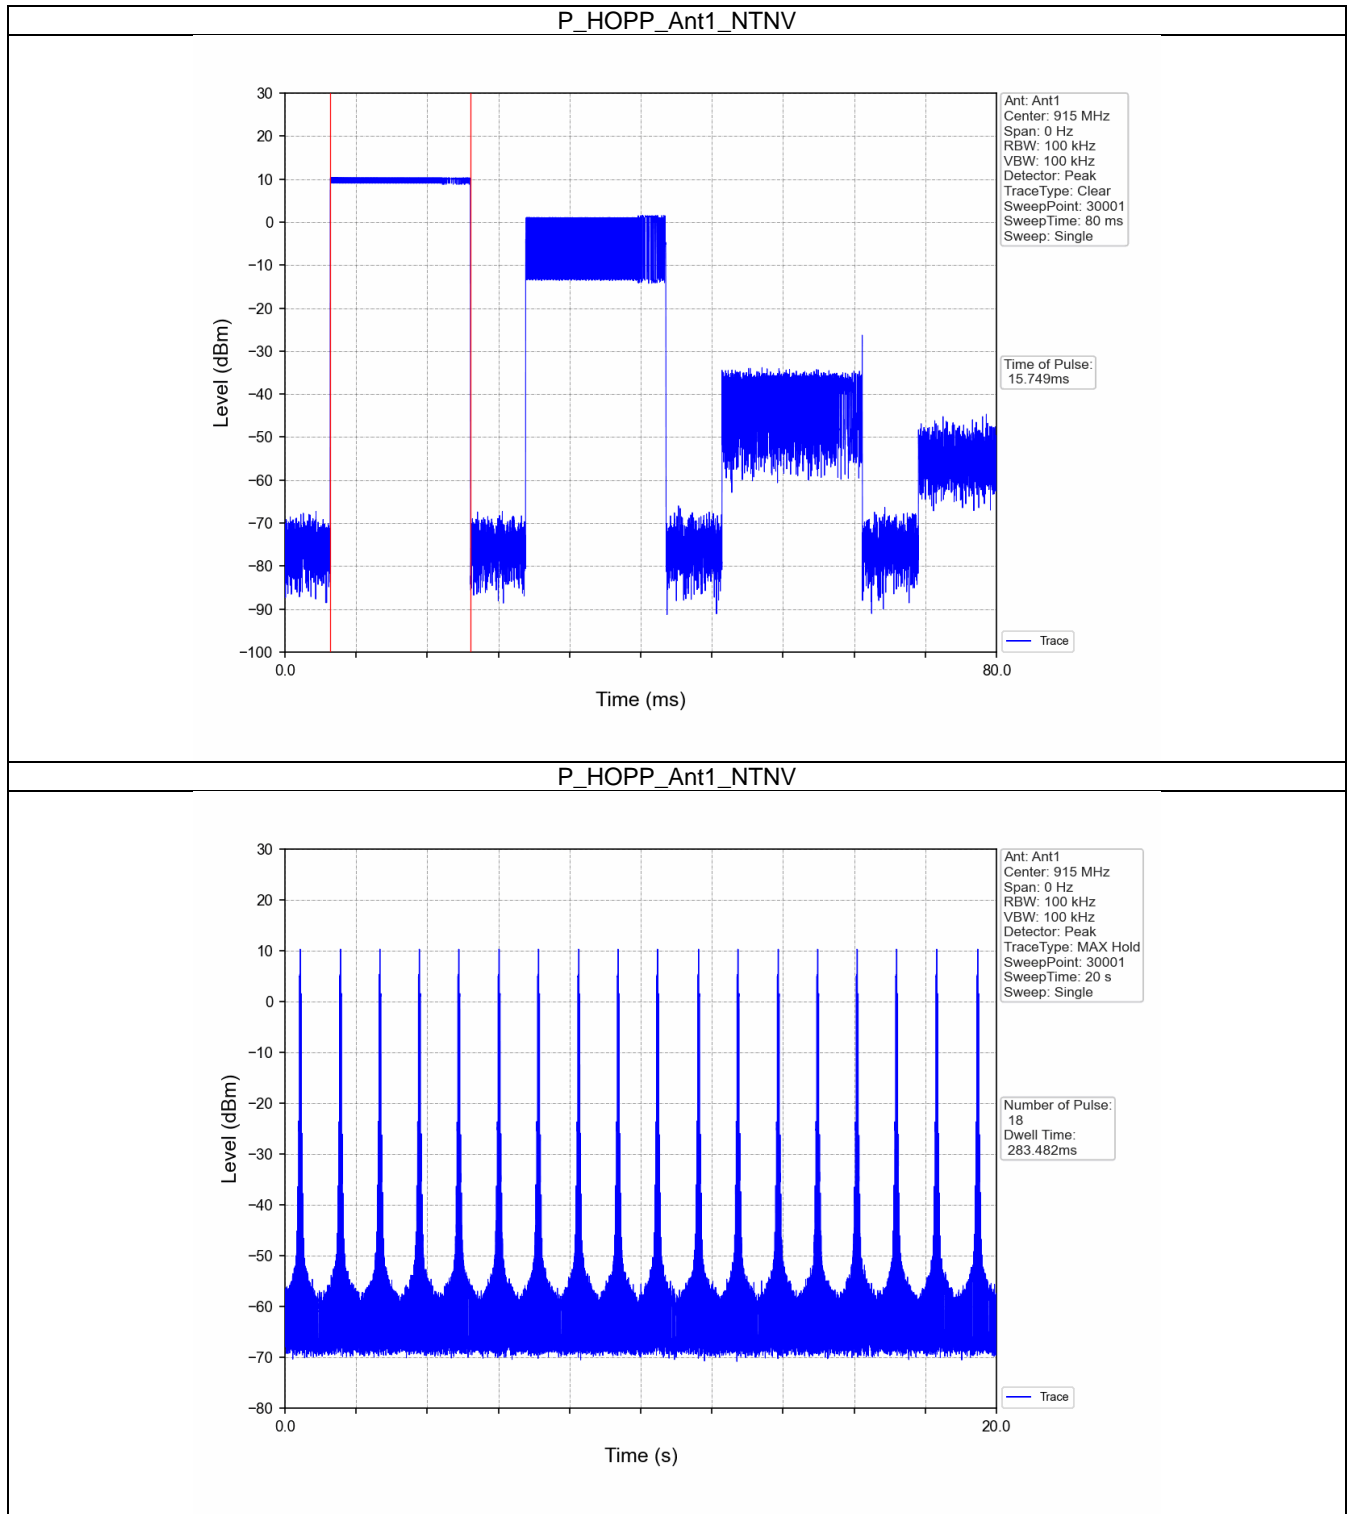 P_HOPP_Ant1_NTNV
30
20
10
0
−10
−20
−30
−40
−50
−60
−70
−80
−90
−100
Level (dBm)
0.0
80.0
Time (ms)
Ant: Ant1
Center: 915 MHz
Span: 0 Hz
RBW: 100 kHz
VBW: 100 kHz
Detector: Peak
TraceType: Clear
SweepPoint: 30001
SweepTime: 80 ms
Sweep: Single
Time of Pulse:
15.749ms
Trace
P_HOPP_Ant1_NTNV
30
20
10
0
−10
−20
−30
−40
−50
−60
−70
−80
Level (dBm)
0.0
20.0
Time (s)
Ant: Ant1
Center: 915 MHz
Span: 0 Hz
RBW: 100 kHz
VBW: 100 kHz
Detector: Peak
TraceType: MAX Hold
SweepPoint: 30001
SweepTime: 20 s
Sweep: Single
Number of Pulse:
18
Dwell Time:
283.482ms
Trace